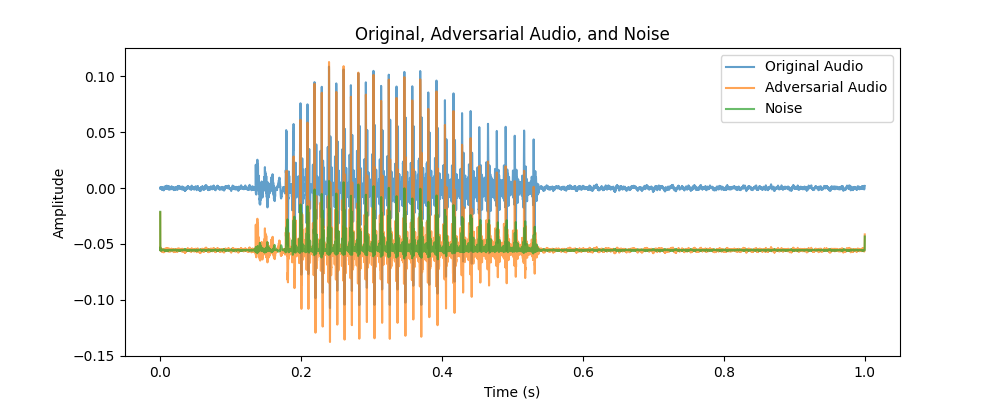 Original, Adversarial Audio, and Noise
Original Audio
Adversarial Audio
Noise
Amplitude
0.10
0.05
0.00
−0.05
−0.10
−0.15
0.0 0.2 0.4 0.6 0.8 1.0
Time (s)